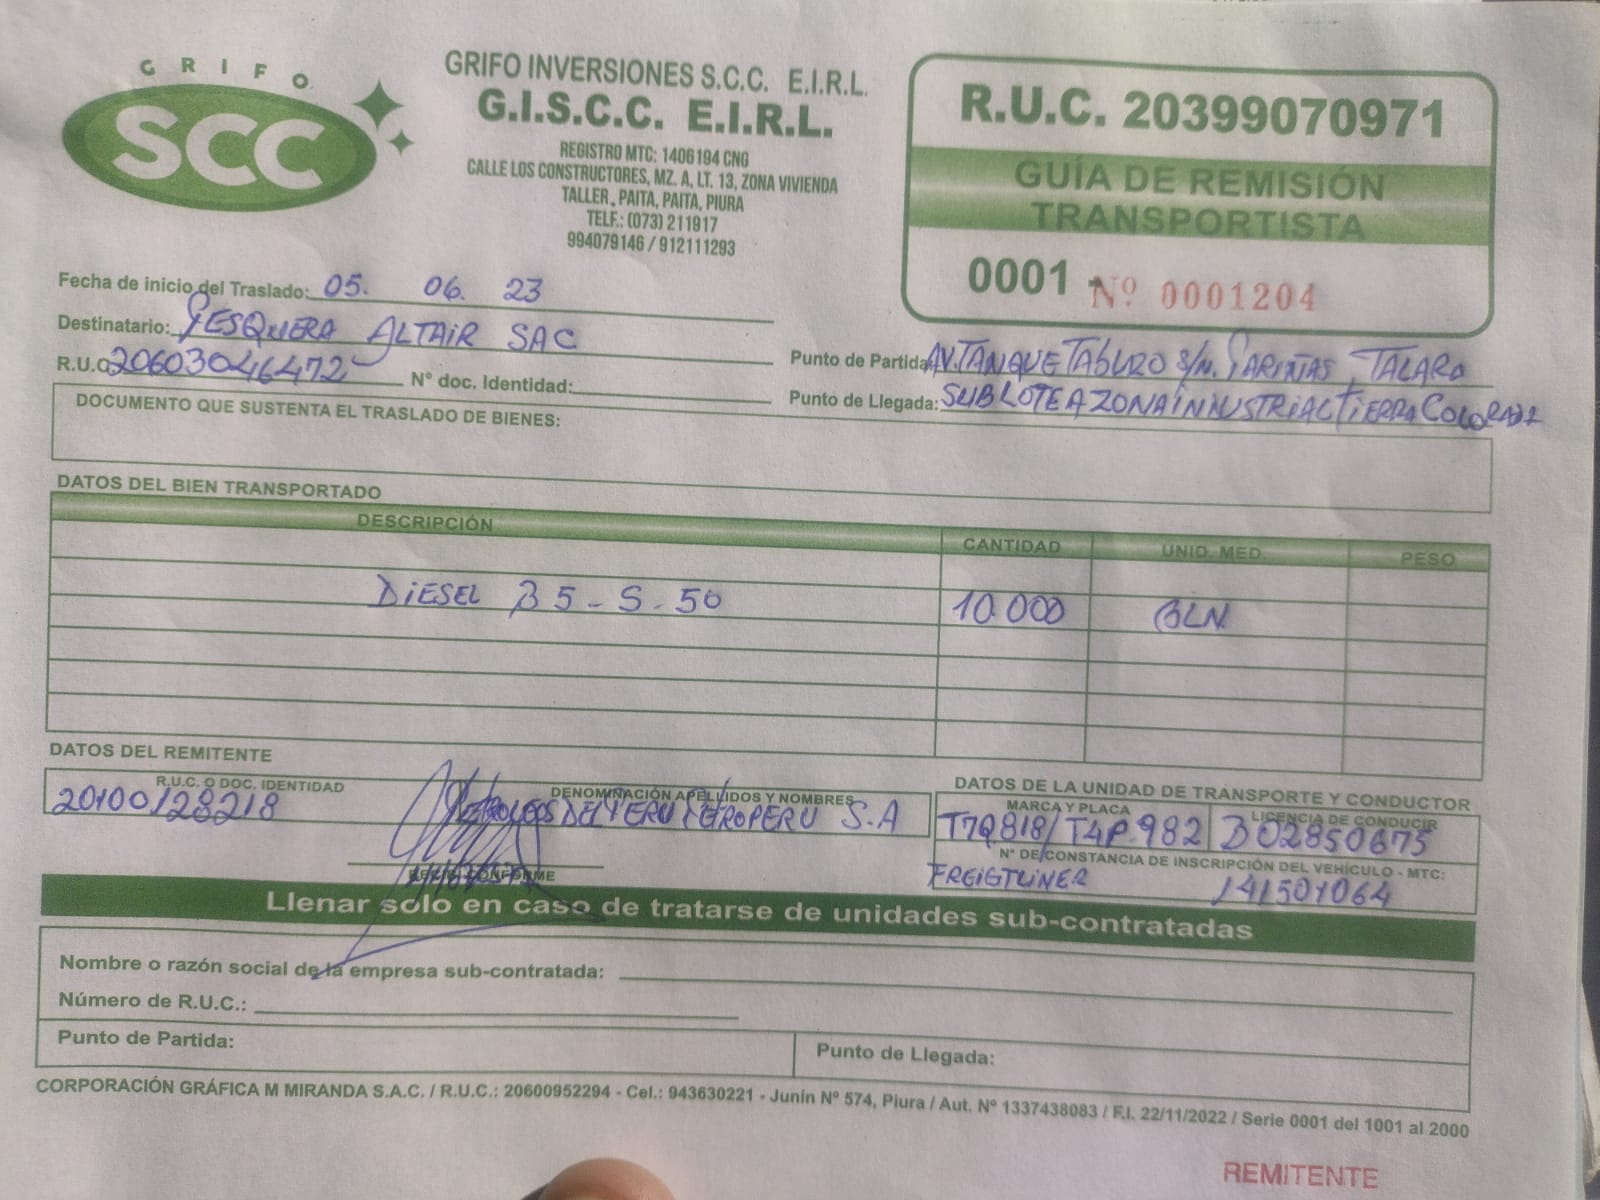 GRIFO
SCC
GRIFO INVERSIONES S.C.C. E.I.R.L.
G.I.S.C.C. E.I.R.L.
REGISTRO MTC: 1406194 CNG
CALLE LOS CONSTRUCTORES, MZ. A, LT. 13, ZONA VIVIENDA
TALLER, PAITA, PAITA, PIURA
TELF.: (073) 211917
994079146 / 912111293
R.U.C. 20399070971
GUÍA DE REMISIÓN
TRANSPORTISTA
0001 Nº 0001204
Fecha de inicio del Traslado: 05. 06. 23
Destinatario: PESQUERA ALTAIR SAC
R.U.C 20603046472 N° doc. Identidad:
Punto de Partida: AV. TANQUE TABLAZO S/N. PARIÑAS TALARA
Punto de Llegada: SUBLOTE A ZONA INDUSTRIAL TIERRA COLORADA
DOCUMENTO QUE SUSTENTA EL TRASLADO DE BIENES:
DATOS DEL BIEN TRANSPORTADO
DESCRIPCIÓN CANTIDAD UNID. MED. PESO
DIESEL B5-S-50 10.000 GLN
DATOS DEL REMITENTE
R.U.C. O DOC. IDENTIDAD DENOMINACIÓN APELLIDOS Y NOMBRES
20100128218 PETROLEOS DEL PERU PETROPERU S.A
RECIBÍ CONFORME
DATOS DE LA UNIDAD DE TRANSPORTE Y CONDUCTOR
MARCA Y PLACA LICENCIA DE CONDUCIR
T7Q818/T4P-982 B02850675
N° DE CONSTANCIA DE INSCRIPCIÓN DEL VEHÍCULO - MTC:
FREIGTLINER 141501064
Llenar solo en caso de tratarse de unidades sub-contratadas
Nombre o razón social de la empresa sub-contratada:
Número de R.U.C.:
Punto de Partida: Punto de Llegada:
CORPORACIÓN GRÁFICA M MIRANDA S.A.C. / R.U.C.: 20600952294 - Cel.: 943630221 - Junín Nº 574, Piura / Aut. Nº 1337438083 / F.I. 22/11/2022 / Serie 0001 del 1001 al 2000
REMITENTE